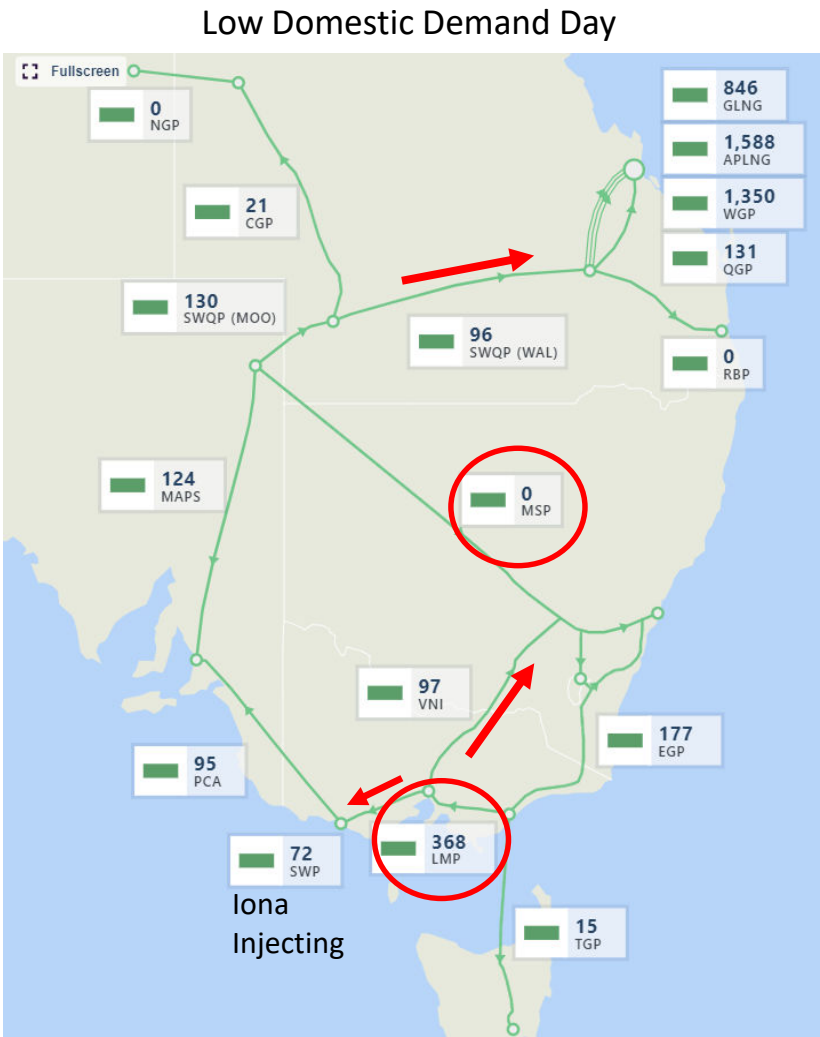 Low Domestic Demand Day
Fullscreen
0
NGP
846
GLNG
1,588
APLNG
21
CGP
1,350
WGP
131
QGP
130
SWQP (MOO)
96
SWQP (WAL)
0
RBP
124
MAPS
0
MSP
97
VNI
177
EGP
95
PCA
368
LMP
72
SWP
Iona
Injecting
15
TGP